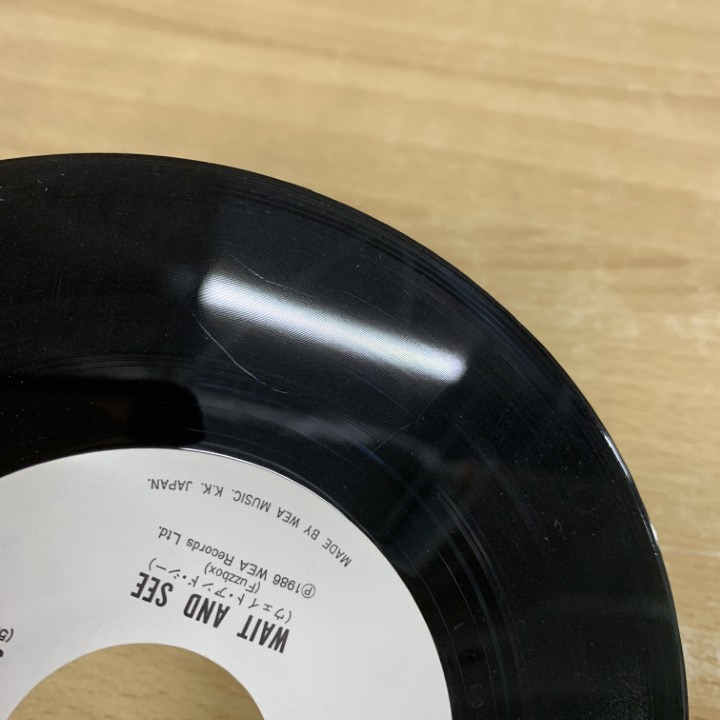 WAIT AND SEE
(ウェイト・アンド・シー)
(Fuzzbox)
Ⓟ1986 WEA Records Ltd.
MADE BY WEA MUSIC. K.K. JAPAN.